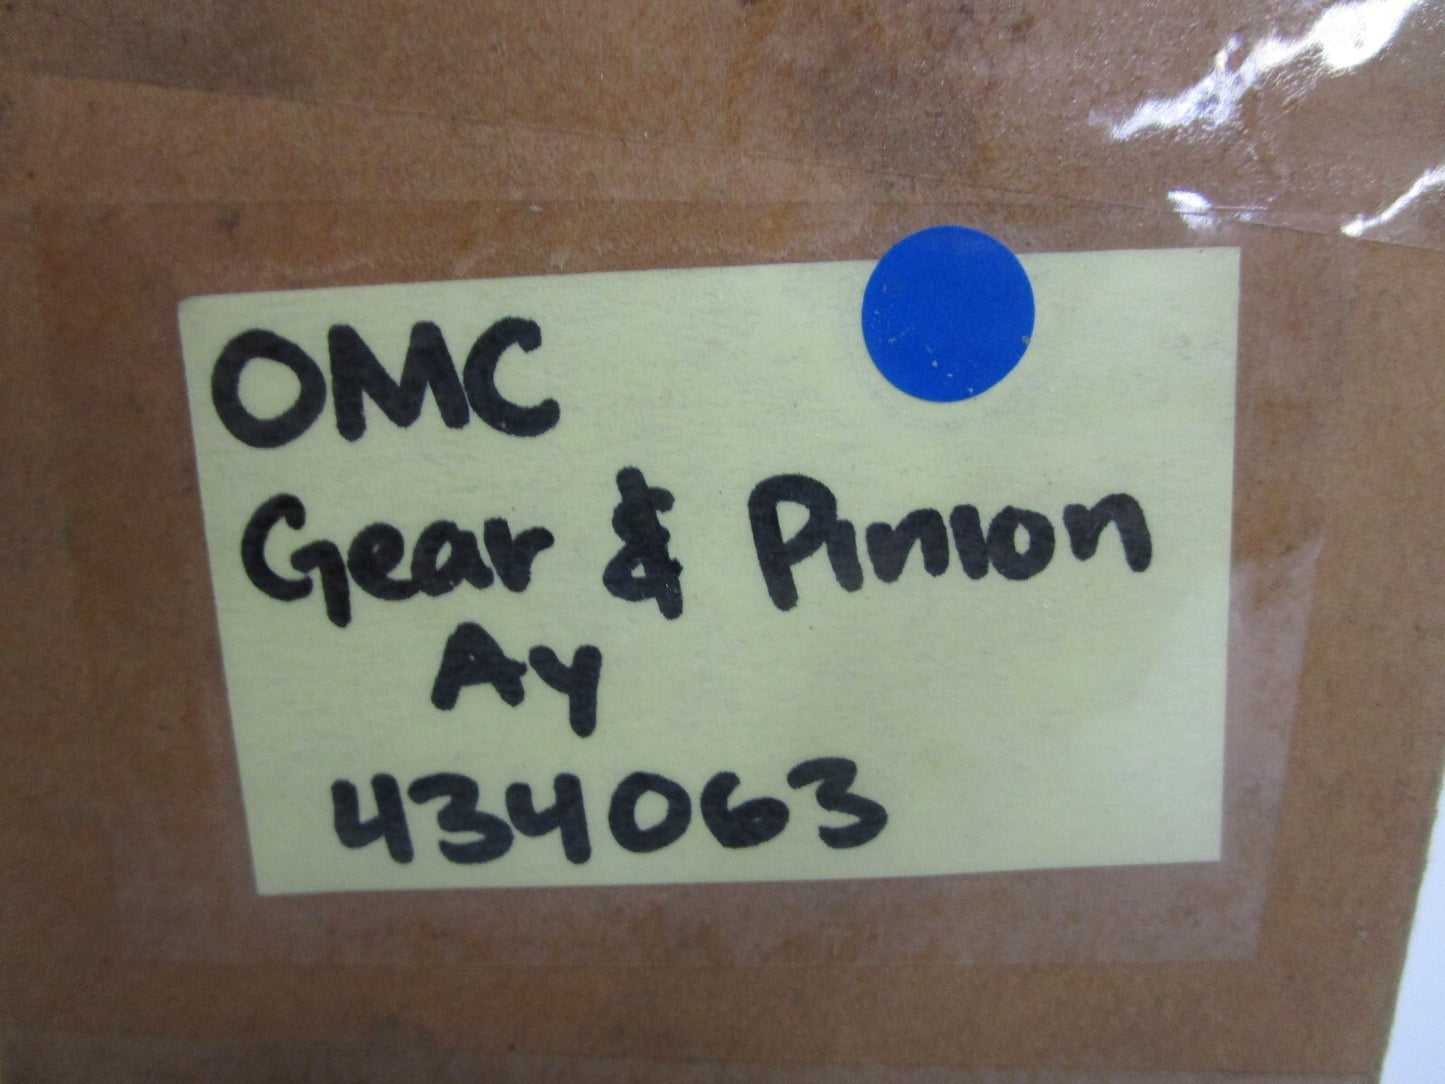 OMC
Gear & Pinion
Ay
434063